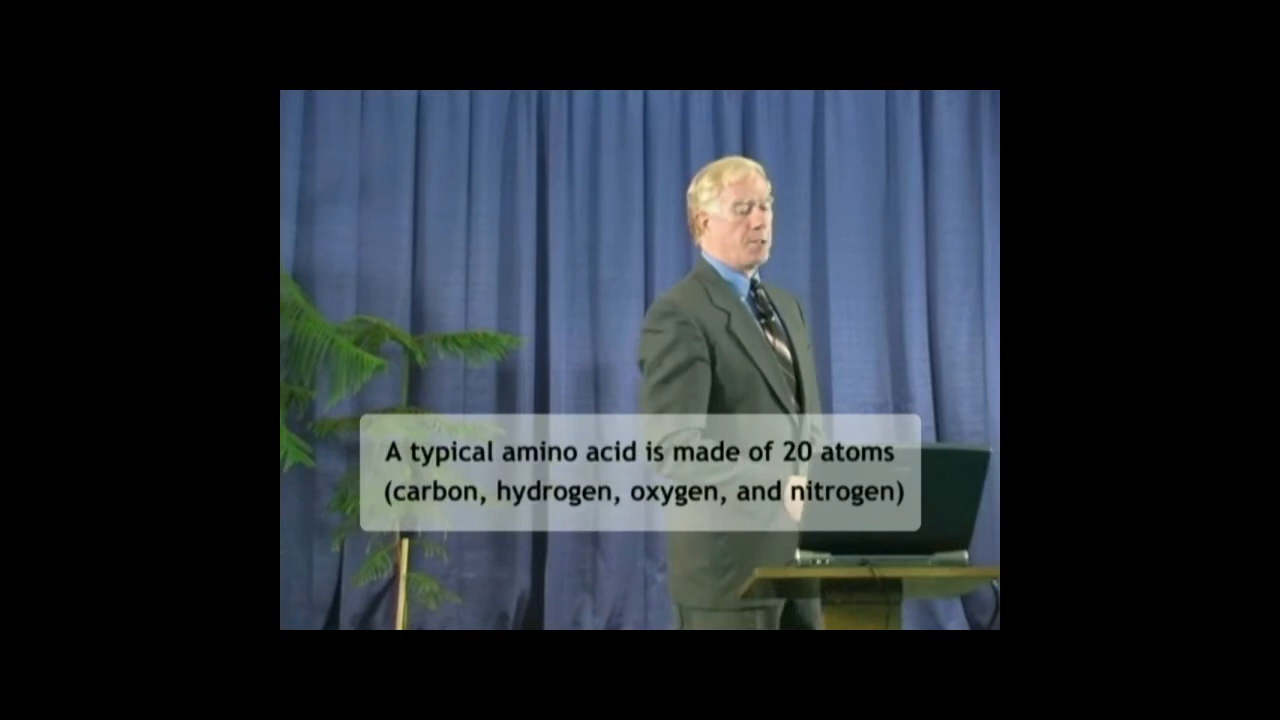 A typical amino acid is made of 20 atoms
(carbon, hydrogen, oxygen, and nitrogen)